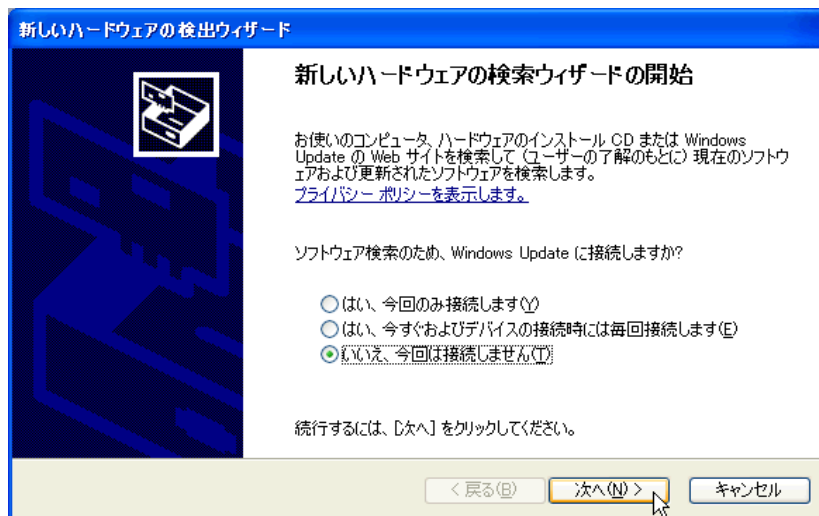 新しいハードウェアの検出ウィザード
新しいハードウェアの検索ウィザードの開始
お使いのコンピュータ、ハードウェアのインストール CD または Windows
Update の Web サイトを検索して (ユーザーの了解のもとに) 現在のソフトウ
ェアおよび更新されたソフトウェアを検索します。
プライバシー ポリシーを表示します。
ソフトウェア検索のため、Windows Update に接続しますか?
はい、今回のみ接続します(Y)
はい、今すぐおよびデバイスの接続時には毎回接続します(E)
いいえ、今回は接続しません(T)
続行するには、[次へ] をクリックしてください。
< 戻る(B) 次へ(N) > キャンセル